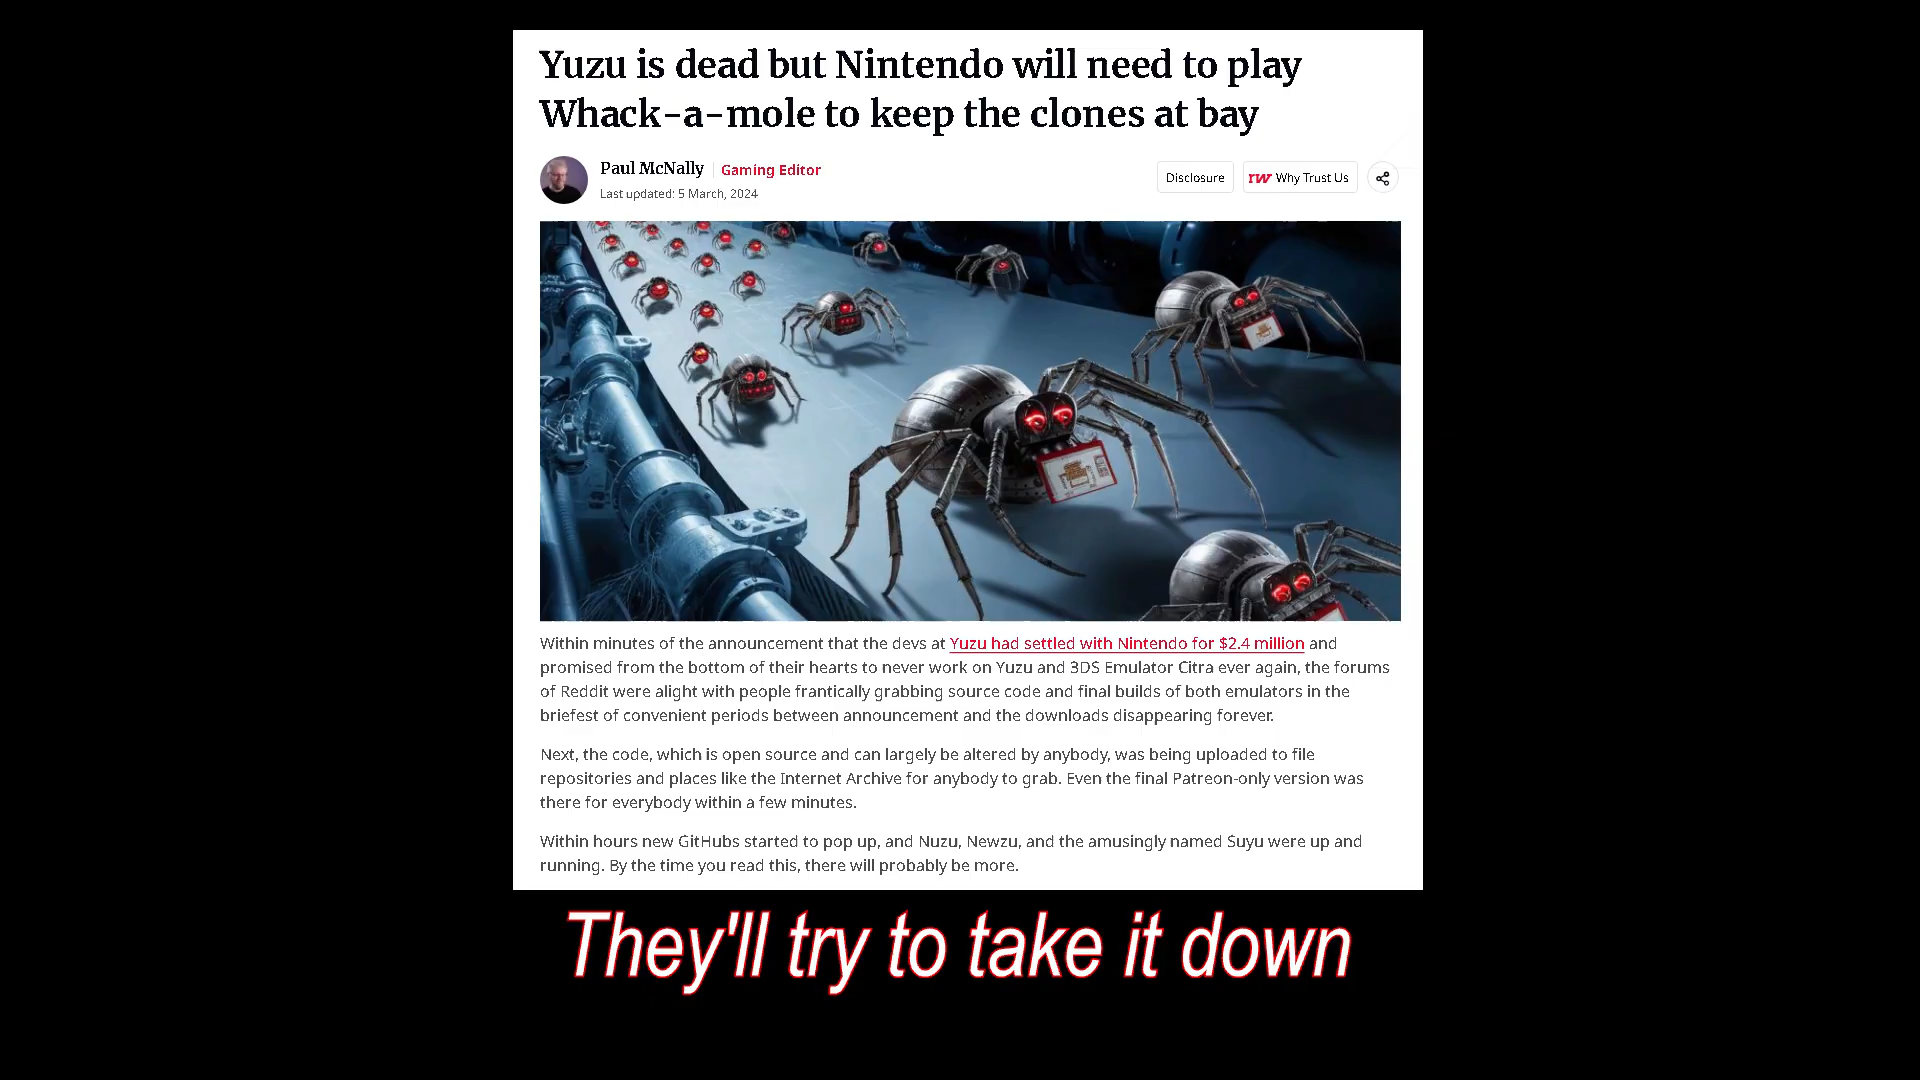 Yuzu is dead but Nintendo will need to play
Whack-a-mole to keep the clones at bay
Paul McNally | Gaming Editor
Last updated: 5 March, 2024
Disclosure
rw Why Trust Us
Within minutes of the announcement that the devs at Yuzu had settled with Nintendo for $2.4 million and
promised from the bottom of their hearts to never work on Yuzu and 3DS Emulator Citra ever again, the forums
of Reddit were alight with people frantically grabbing source code and final builds of both emulators in the
briefest of convenient periods between announcement and the downloads disappearing forever.
Next, the code, which is open source and can largely be altered by anybody, was being uploaded to file
repositories and places like the Internet Archive for anybody to grab. Even the final Patreon-only version was
there for everybody within a few minutes.
Within hours new GitHubs started to pop up, and Nuzu, Newzu, and the amusingly named Suyu were up and
running. By the time you read this, there will probably be more.
They'll try to take it down